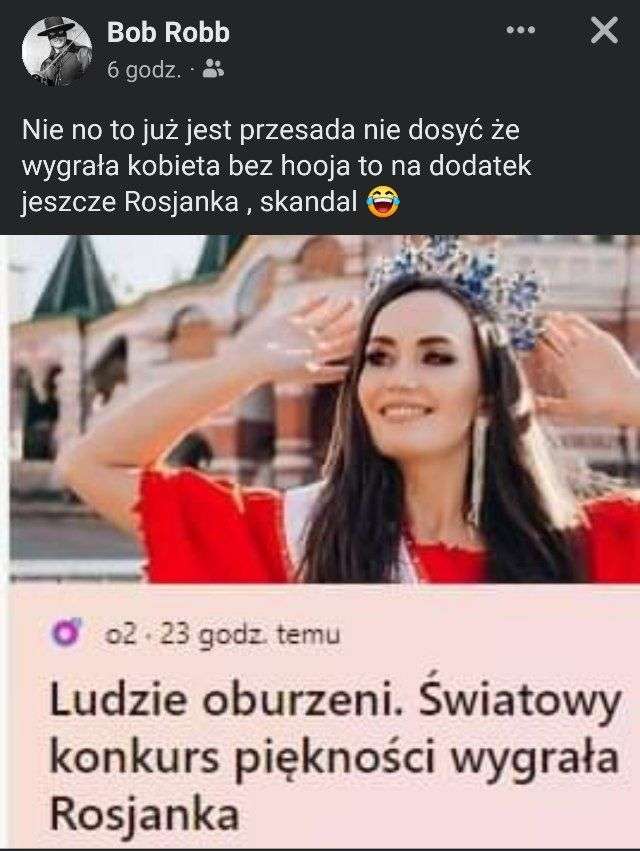 Bob Robb
6 godz. ·
Nie no to już jest przesada nie dosyć że
wygrała kobieta bez hooja to na dodatek
jeszcze Rosjanka , skandal 😂
o2 · 23 godz. temu
Ludzie oburzeni. Światowy
konkurs piękności wygrała
Rosjanka